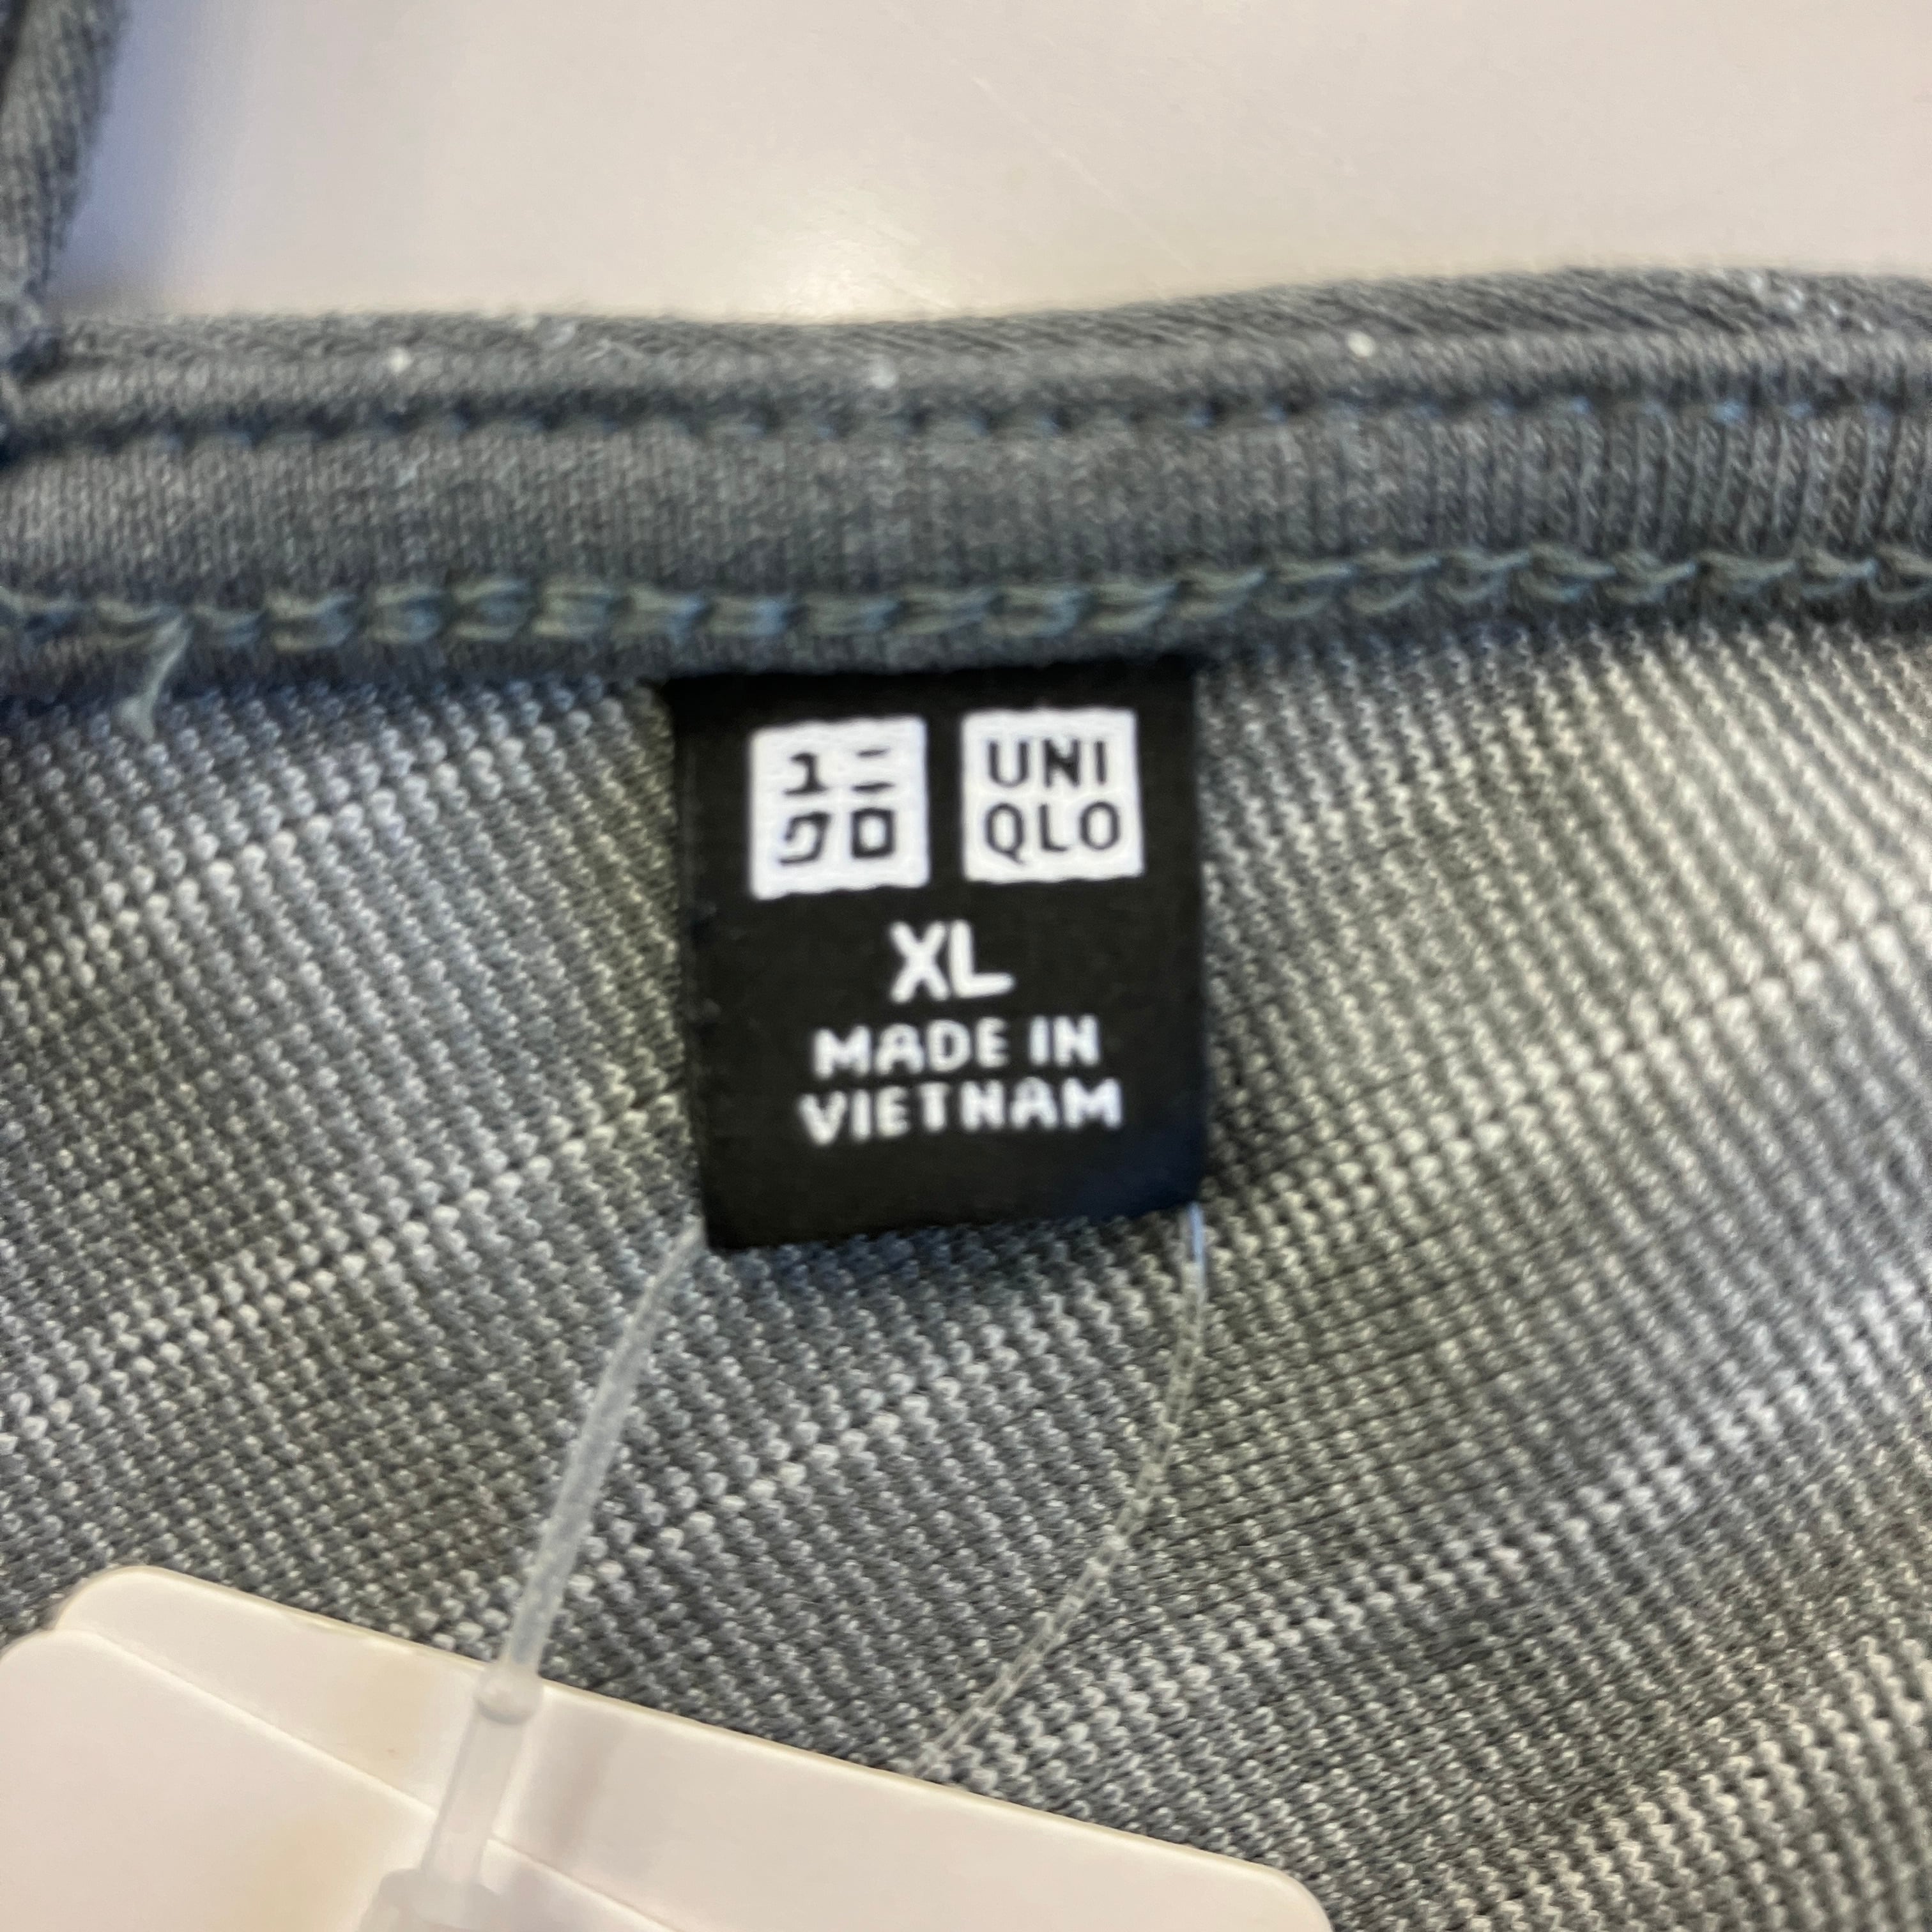 ユニ
クロ
UNI
QLO
XL
MADE IN
VIETNAM